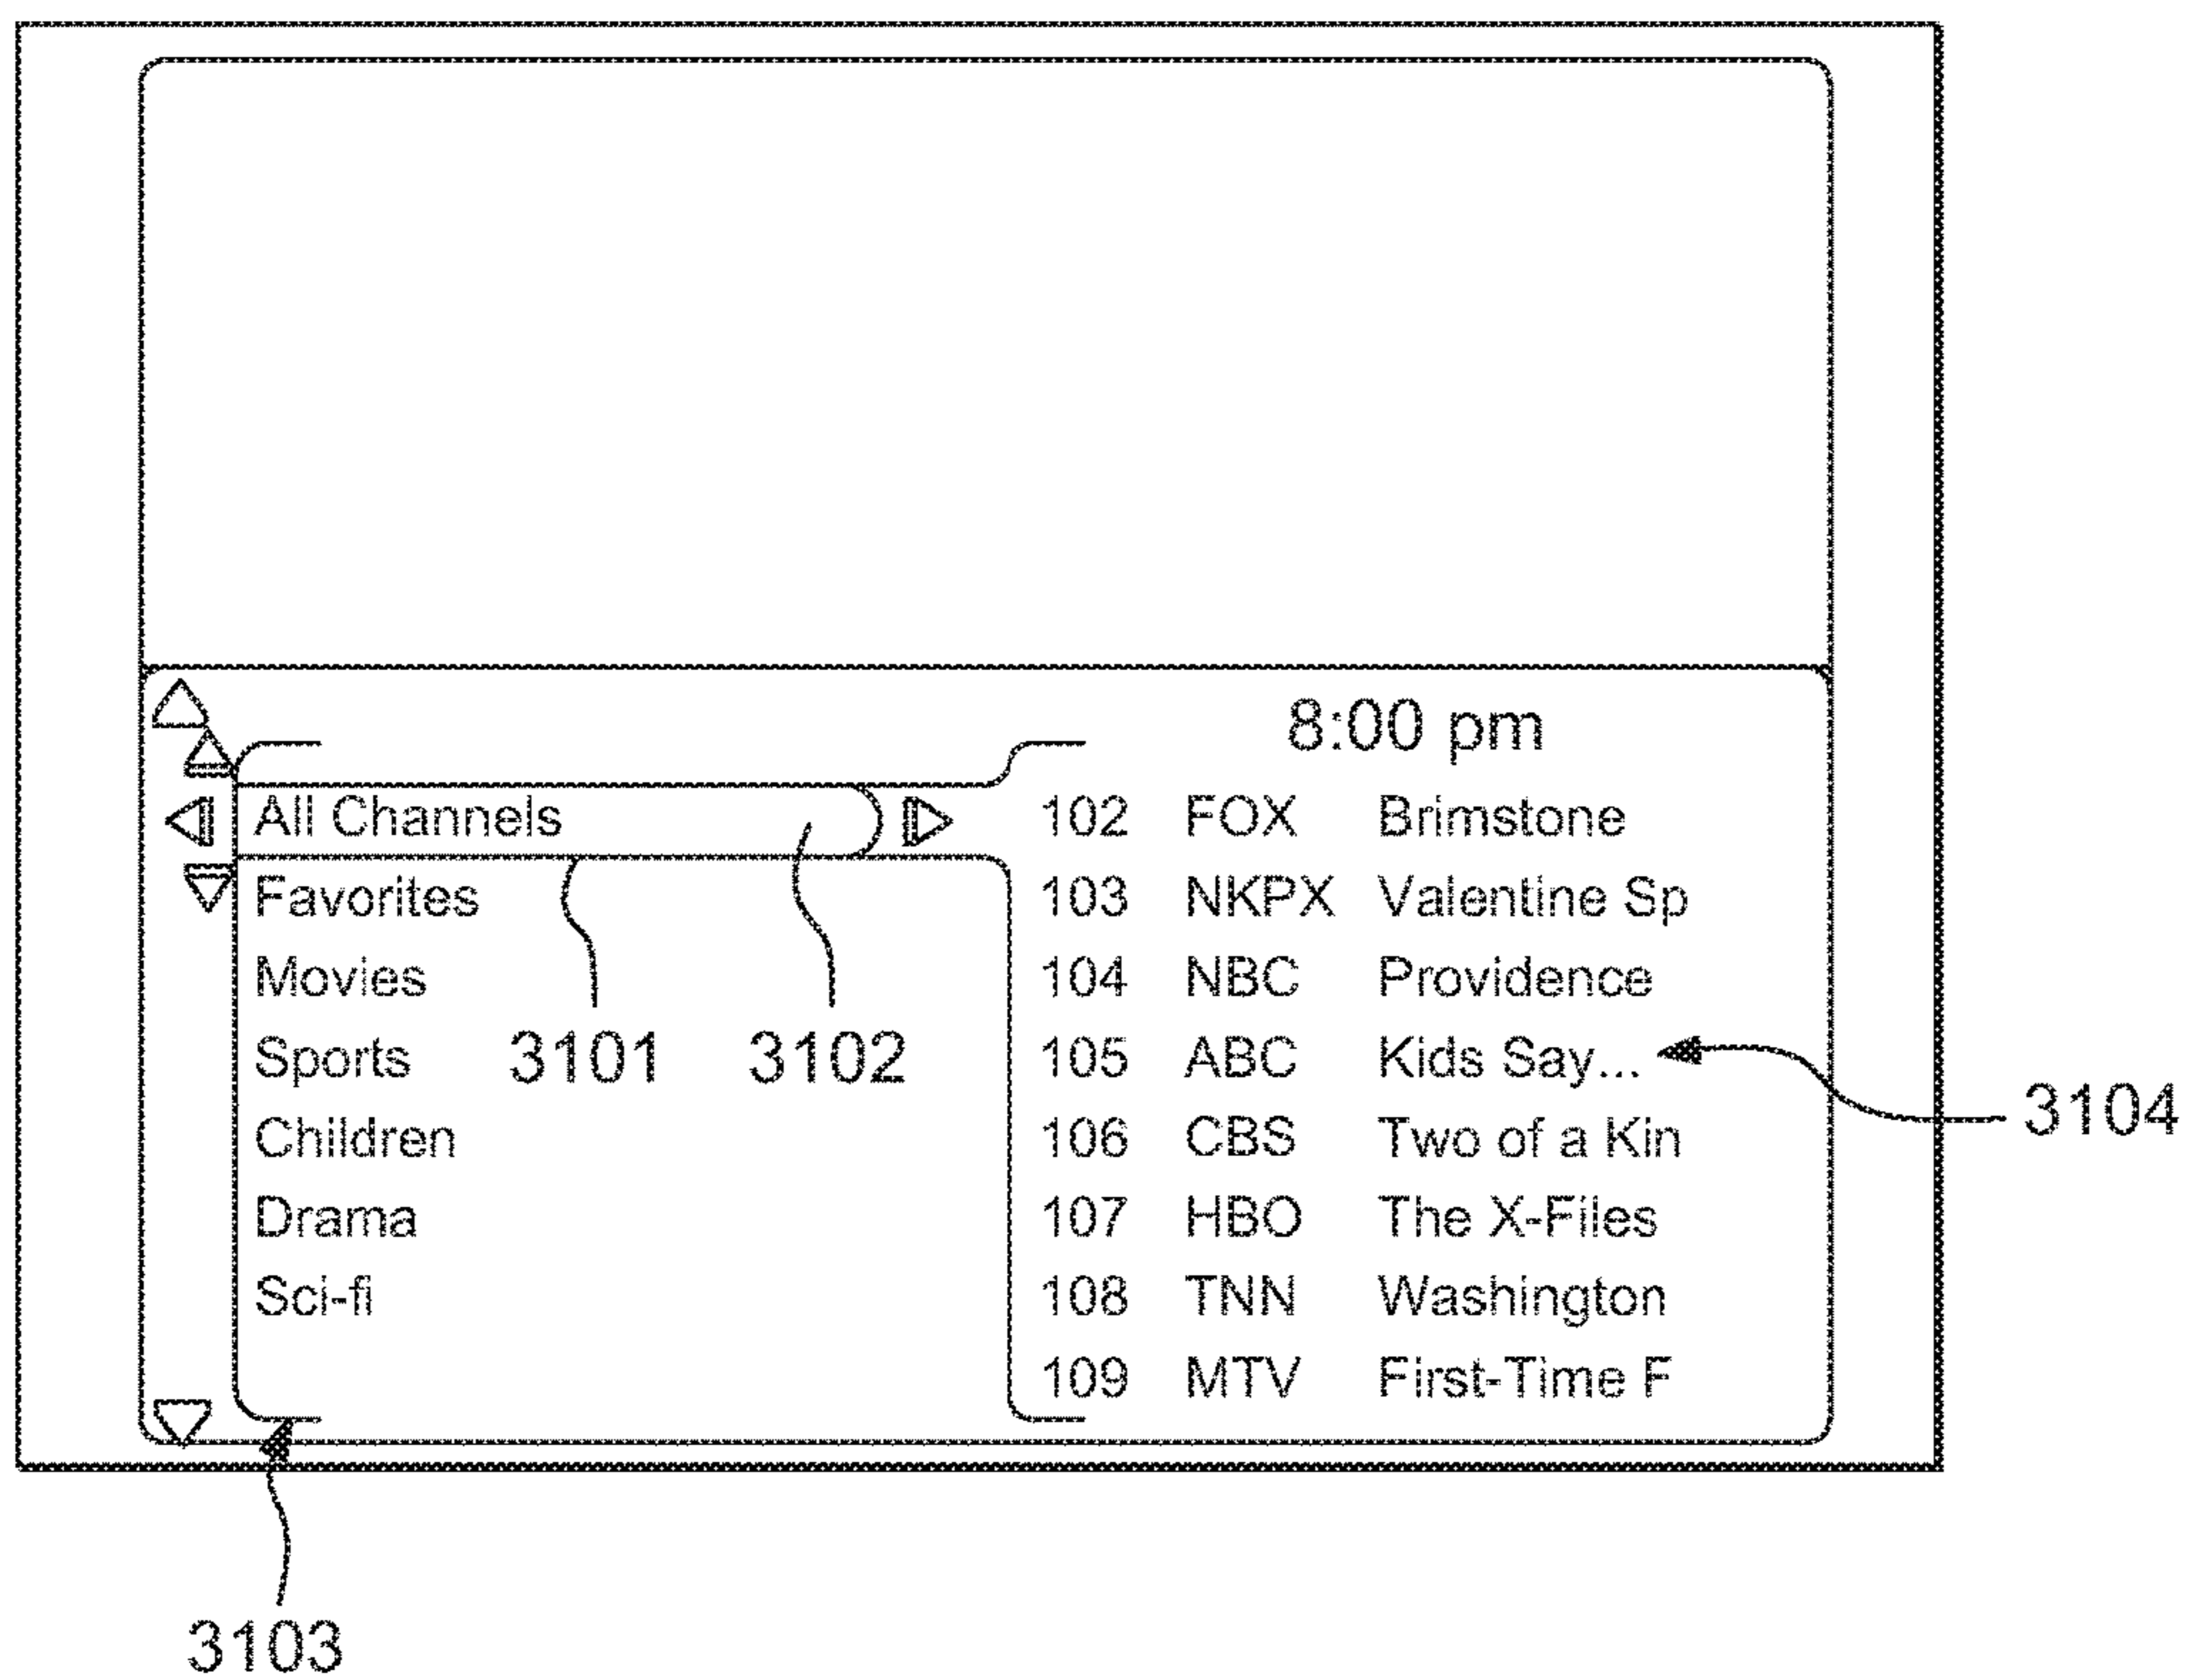 8:00 pm
All Channels 102 FOX Brimstone
Favorites 103 NKPX Valentine Sp
Movies 104 NBC Providence
Sports 3101 3102 105 ABC Kids Say...
3104
Children 106 CBS Two of a Kin
Drama 107 HBO The X-Files
Sci-fi 108 TNN Washington
109 MTV First-Time F
3103